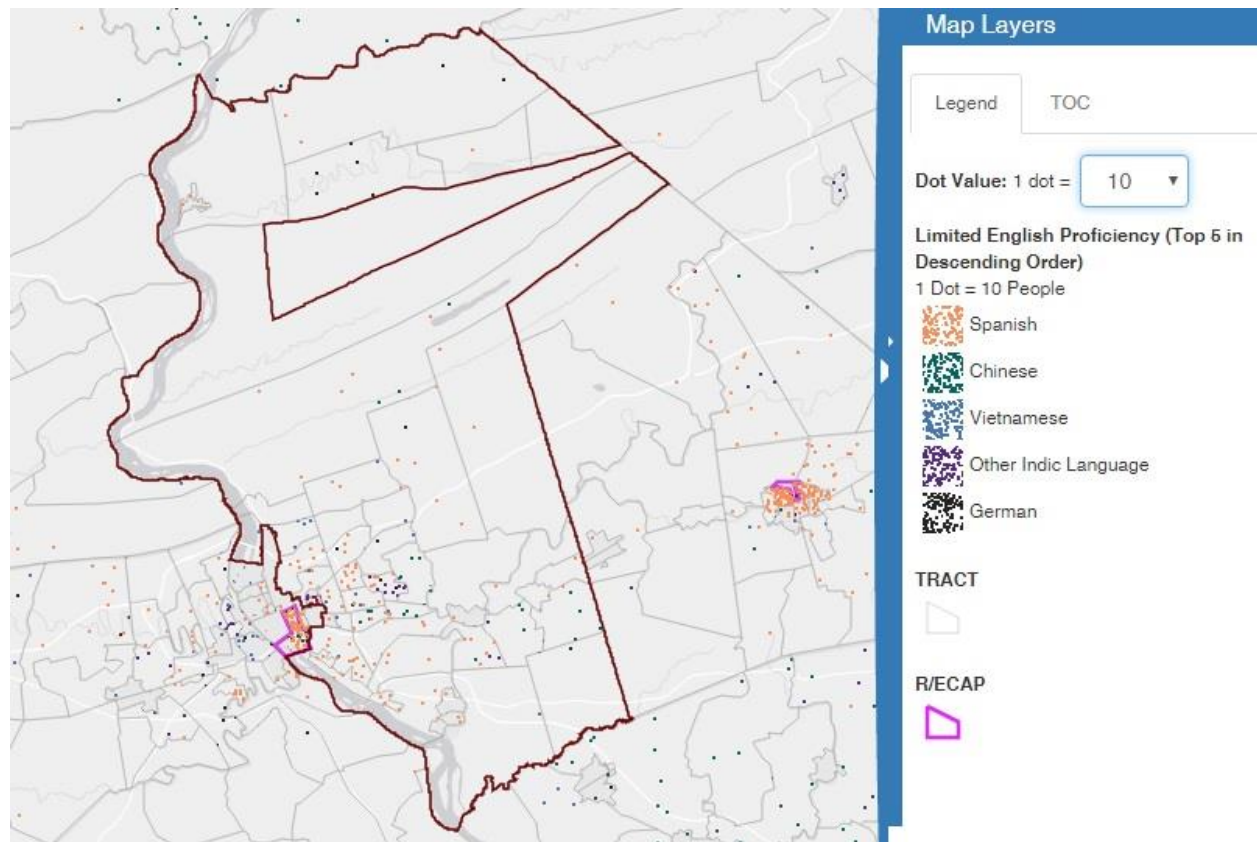 Map Layers
Legend TOC
Dot Value: 1 dot = 10
Limited English Proficiency (Top 5 in
Descending Order)
1 Dot = 10 People
Spanish
Chinese
Vietnamese
Other Indic Language
German
TRACT
R/ECAP